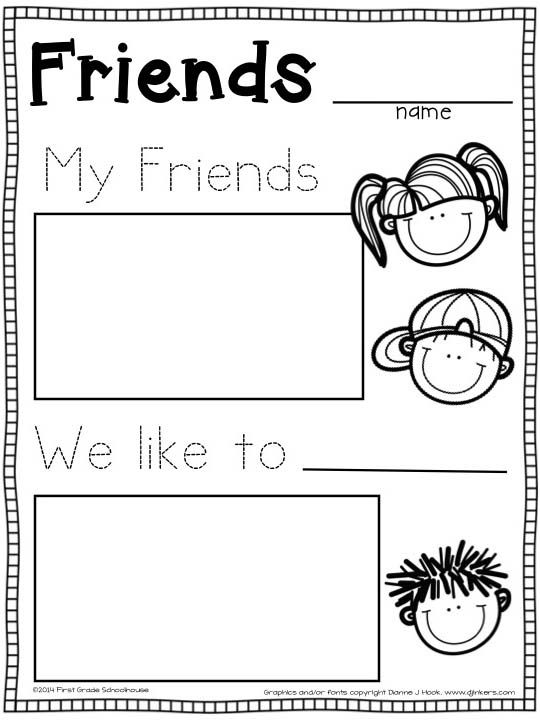 Friends
name
My Friends
We like to
©2014 First Grade Schoolhouse
Graphics and/or fonts copyright Dianne J Hook. www.djinkers.com